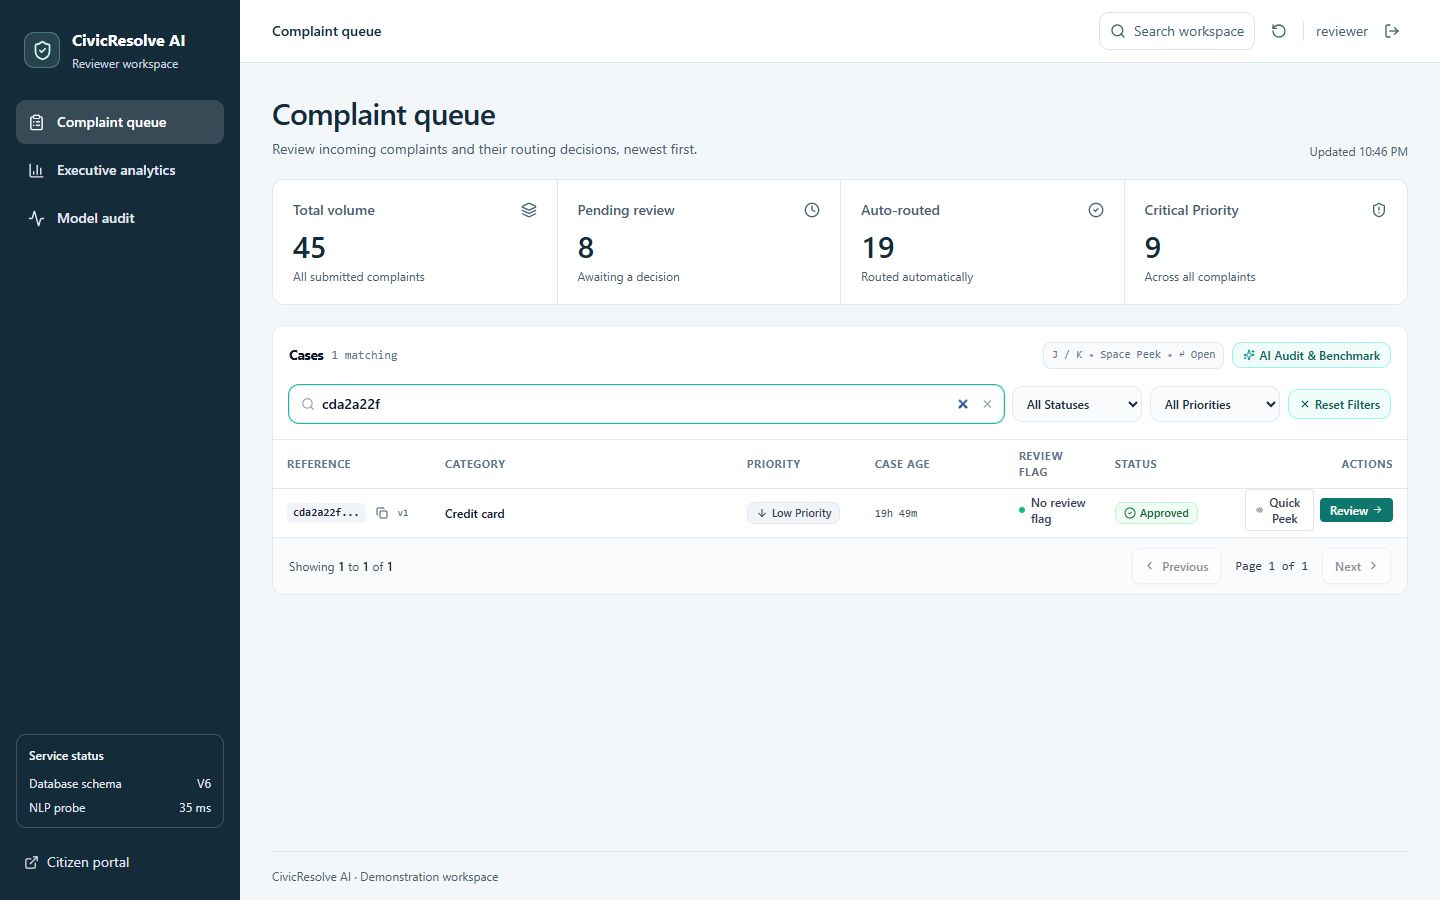 CivicResolve AI
Reviewer workspace
Complaint queue
Executive analytics
Model audit
Service status
Database schema V6
NLP probe 35 ms
Citizen portal
Complaint queue
Search workspace
reviewer
Complaint queue
Review incoming complaints and their routing decisions, newest first.
Updated 10:46 PM
Total volume
45
All submitted complaints
Pending review
8
Awaiting a decision
Auto-routed
19
Routed automatically
Critical Priority
9
Across all complaints
Cases 1 matching
J / K • Space Peek • ↵ Open
AI Audit & Benchmark
cda2a22f
All Statuses
All Priorities
✕ Reset Filters
REFERENCE CATEGORY PRIORITY CASE AGE REVIEW FLAG STATUS ACTIONS
cda2a22f... v1 Credit card ↓ Low Priority 19h 49m No review flag Approved Quick Peek Review →
Showing 1 to 1 of 1
Previous
Page 1 of 1
Next
CivicResolve AI · Demonstration workspace